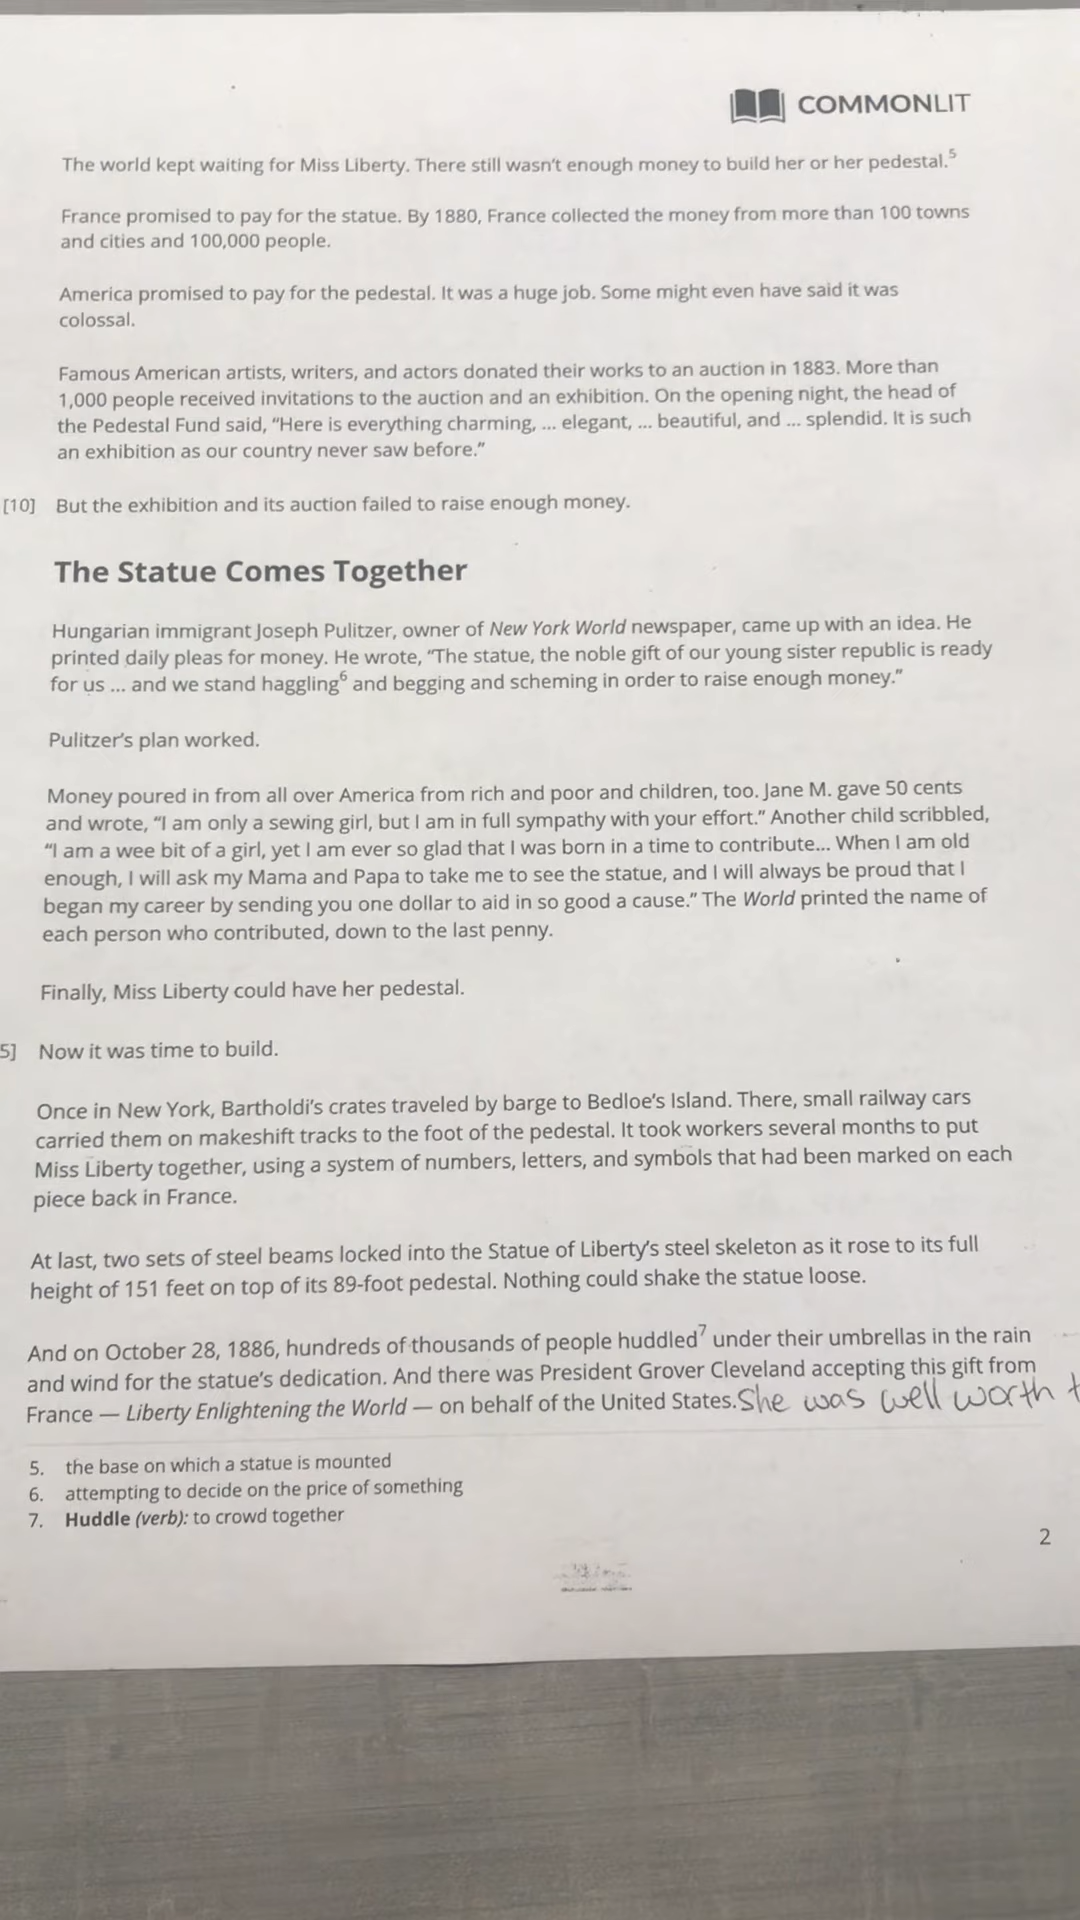 COMMONLIT
The world kept waiting for Miss Liberty. There still wasn't enough money to build her or her pedestal.5
France promised to pay for the statue. By 1880, France collected the money from more than 100 towns
and cities and 100,000 people.
America promised to pay for the pedestal. It was a huge job. Some might even have said it was
colossal.
Famous American artists, writers, and actors donated their works to an auction in 1883. More than
1,000 people received invitations to the auction and an exhibition. On the opening night, the head of
the Pedestal Fund said, “Here is everything charming, ... elegant, ... beautiful, and ... splendid. It is such
an exhibition as our country never saw before.”
[10] But the exhibition and its auction failed to raise enough money.
The Statue Comes Together
Hungarian immigrant Joseph Pulitzer, owner of New York World newspaper, came up with an idea. He
printed daily pleas for money. He wrote, “The statue, the noble gift of our young sister republic is ready
for us ... and we stand haggling6 and begging and scheming in order to raise enough money.”
Pulitzer's plan worked.
Money poured in from all over America from rich and poor and children, too. Jane M. gave 50 cents
and wrote, “I am only a sewing girl, but I am in full sympathy with your effort.” Another child scribbled,
“I am a wee bit of a girl, yet I am ever so glad that I was born in a time to contribute... When I am old
enough, I will ask my Mama and Papa to take me to see the statue, and I will always be proud that I
began my career by sending you one dollar to aid in so good a cause.” The World printed the name of
each person who contributed, down to the last penny.
Finally, Miss Liberty could have her pedestal.
5] Now it was time to build.
Once in New York, Bartholdi's crates traveled by barge to Bedloe's Island. There, small railway cars
carried them on makeshift tracks to the foot of the pedestal. It took workers several months to put
Miss Liberty together, using a system of numbers, letters, and symbols that had been marked on each
piece back in France.
At last, two sets of steel beams locked into the Statue of Liberty's steel skeleton as it rose to its full
height of 151 feet on top of its 89-foot pedestal. Nothing could shake the statue loose.
And on October 28, 1886, hundreds of thousands of people huddled7 under their umbrellas in the rain
and wind for the statue's dedication. And there was President Grover Cleveland accepting this gift from
France — Liberty Enlightening the World — on behalf of the United States. She was well worth
5. the base on which a statue is mounted
6. attempting to decide on the price of something
7. Huddle (verb): to crowd together
2